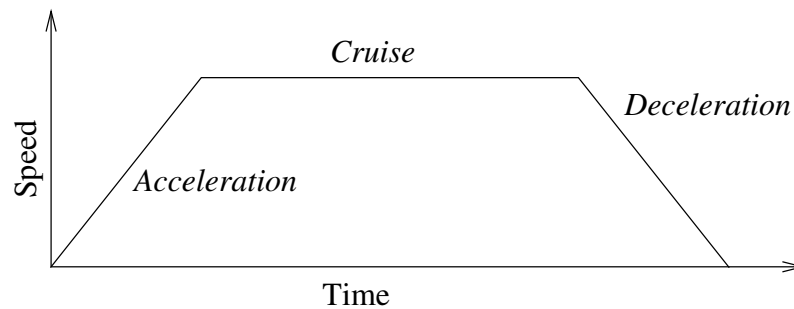 Cruise
Deceleration
Acceleration
Speed
Time